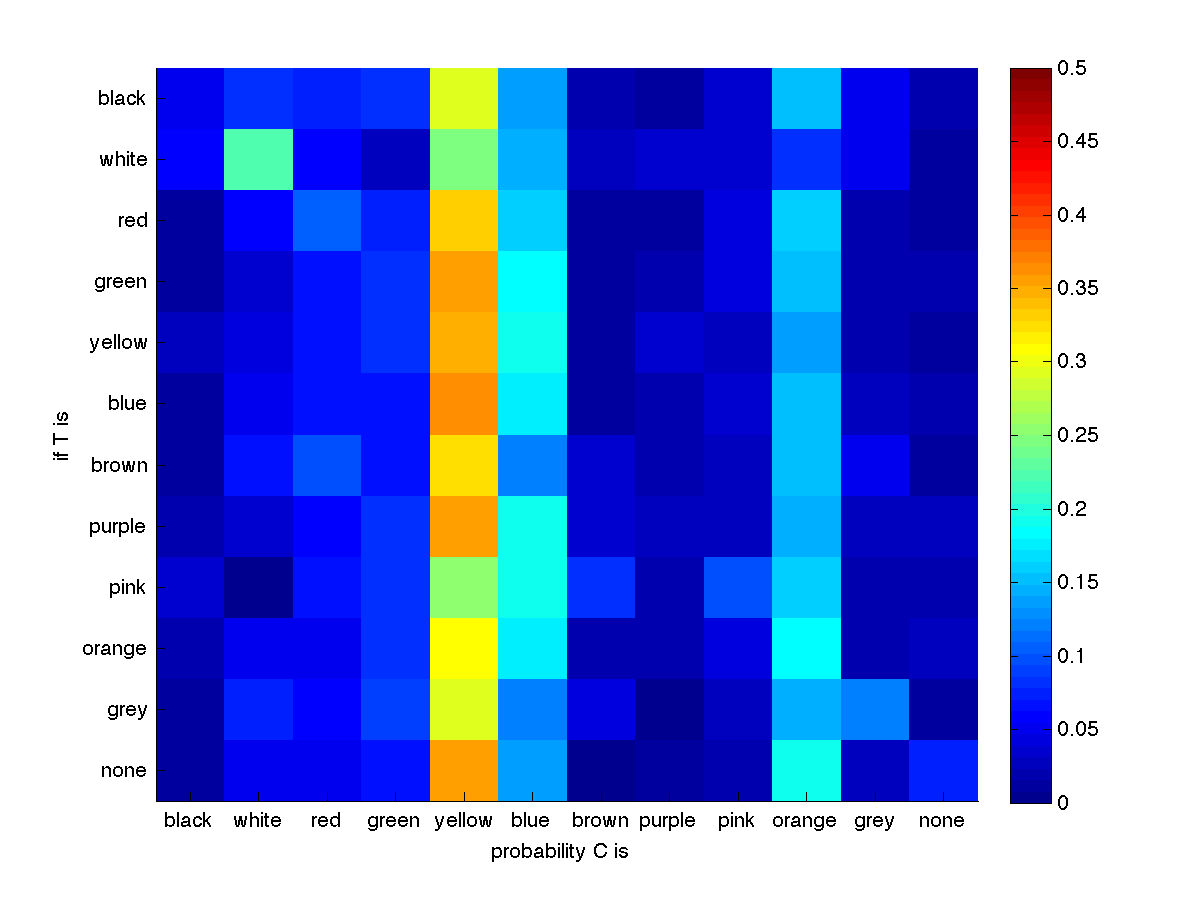 black
white
red
green
yellow
blue
brown
purple
pink
orange
grey
none
if T is
black white red green yellow blue brown purple pink orange grey none
probability C is
0.5
0.45
0.4
0.35
0.3
0.25
0.2
0.15
0.1
0.05
0